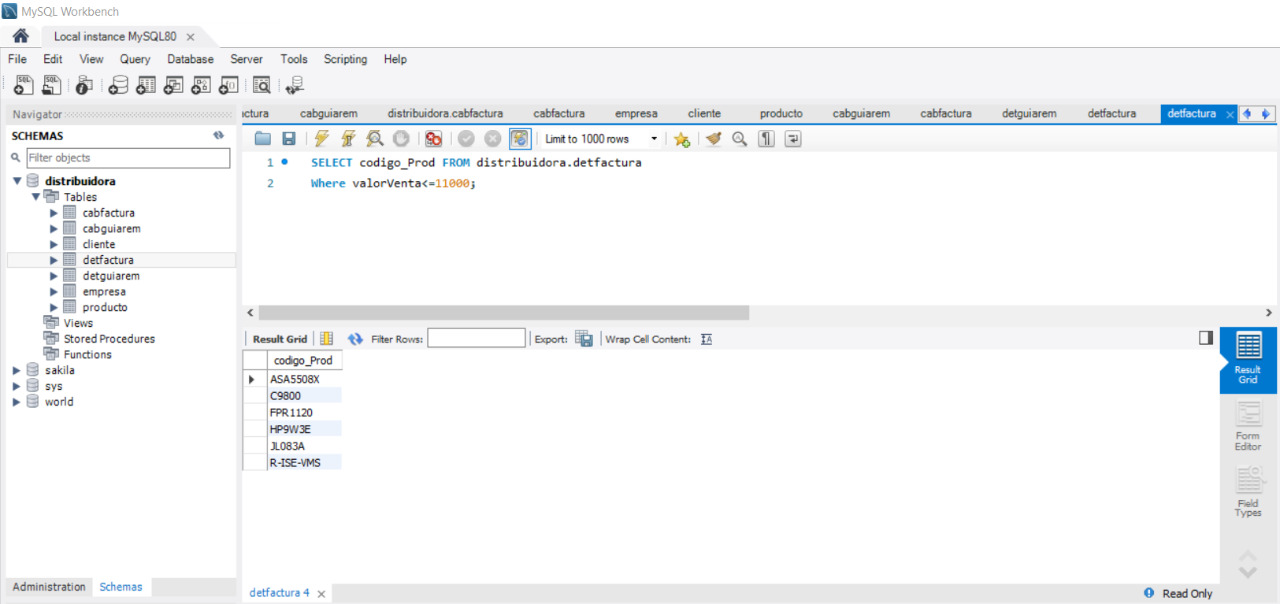 MySQL Workbench
Local instance MySQL80
File Edit View Query Database Server Tools Scripting Help
Navigator
SCHEMAS
Filter objects
distribuidora
Tables
cabfactura
cabguiarem
cliente
detfactura
detguiarem
empresa
producto
Views
Stored Procedures
Functions
sakila
sys
world
Administration Schemas
ctura cabguiarem distribuidora.cabfactura cabfactura empresa cliente producto cabguiarem cabfactura detguiarem detfactura detfactura
Limit to 1000 rows
1 SELECT codigo_Prod FROM distribuidora.detfactura
2 Where valorVenta<=11000;
Result Grid Filter Rows: Export: Wrap Cell Content:
codigo_Prod
ASA5508X
C9800
FPR1120
HP9W3E
JL083A
R-ISE-VMS
Result
Grid
Form
Editor
Field
Types
detfactura 4
Read Only